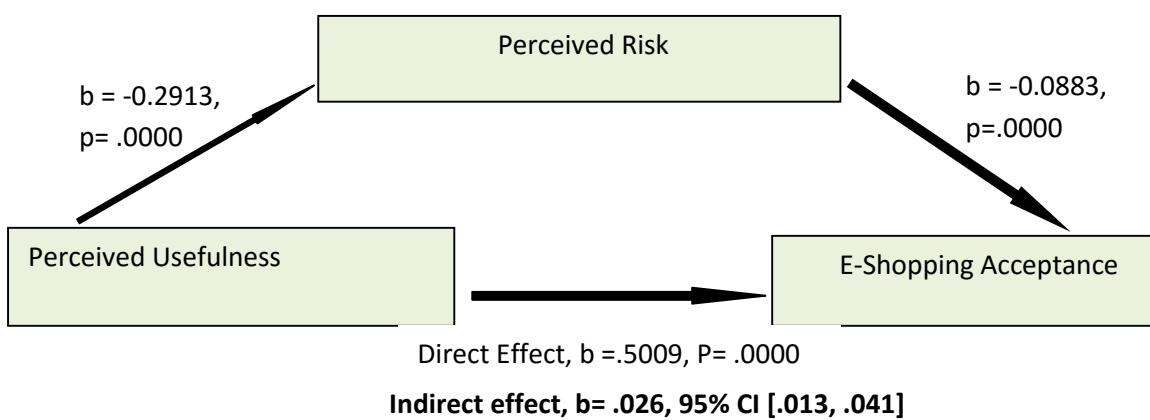 Perceived Risk
b = -0.2913,
p= .0000
b = -0.0883,
p=.0000
Perceived Usefulness
E-Shopping Acceptance
Direct Effect, b =.5009, P= .0000
Indirect effect, b= .026, 95% CI [.013, .041]